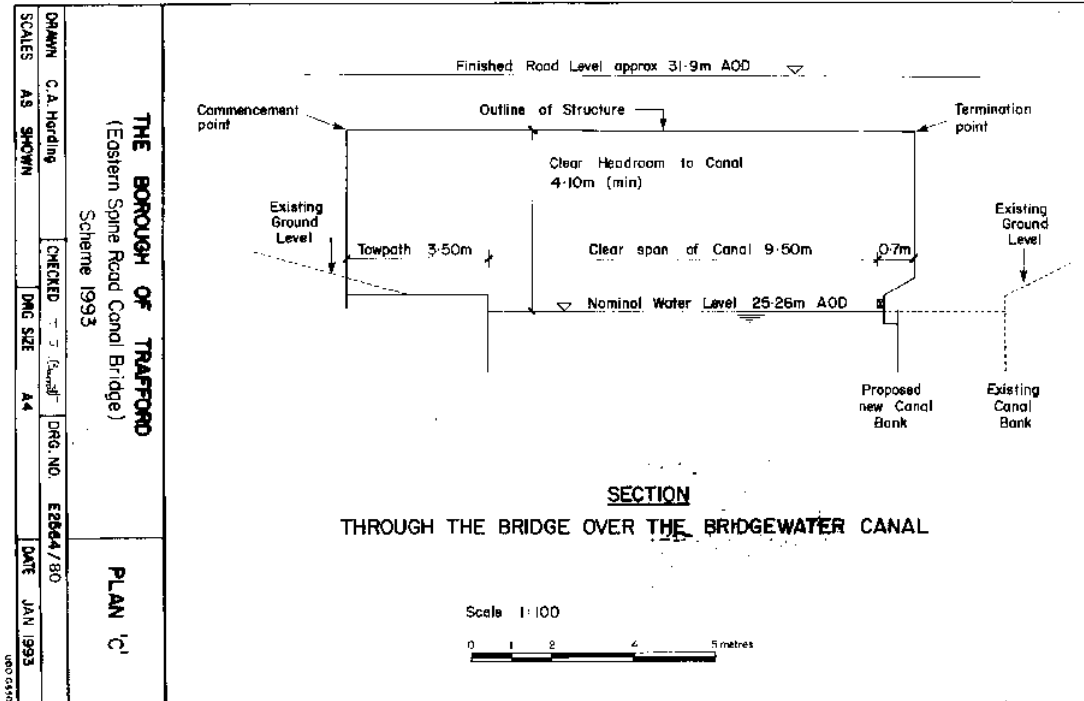 Finished Road Level approx 31·9m AOD
Commencement point
Outline of Structure
Termination point
Clear Headroom to Canal
4·10m (min)
Existing
Ground
Level
Existing
Ground
Level
Towpath 3·50m
Clear span of Canal 9·50m
0·7m
Nominal Water Level 25·26m AOD
Proposed
new Canal
Bank
Existing
Canal
Bank
SECTION
THROUGH THE BRIDGE OVER THE BRIDGEWATER CANAL
Scale 1:100
0 1 2 4 5 metres
THE BOROUGH OF TRAFFORD
(Eastern Spine Road Canal Bridge)
Scheme 1993
PLAN 'C'
DRAWN C.A. Harding
CHECKED
DRG. NO. E2564/80
SCALES AS SHOWN
DRG SIZE A4
DATE JAN 1993